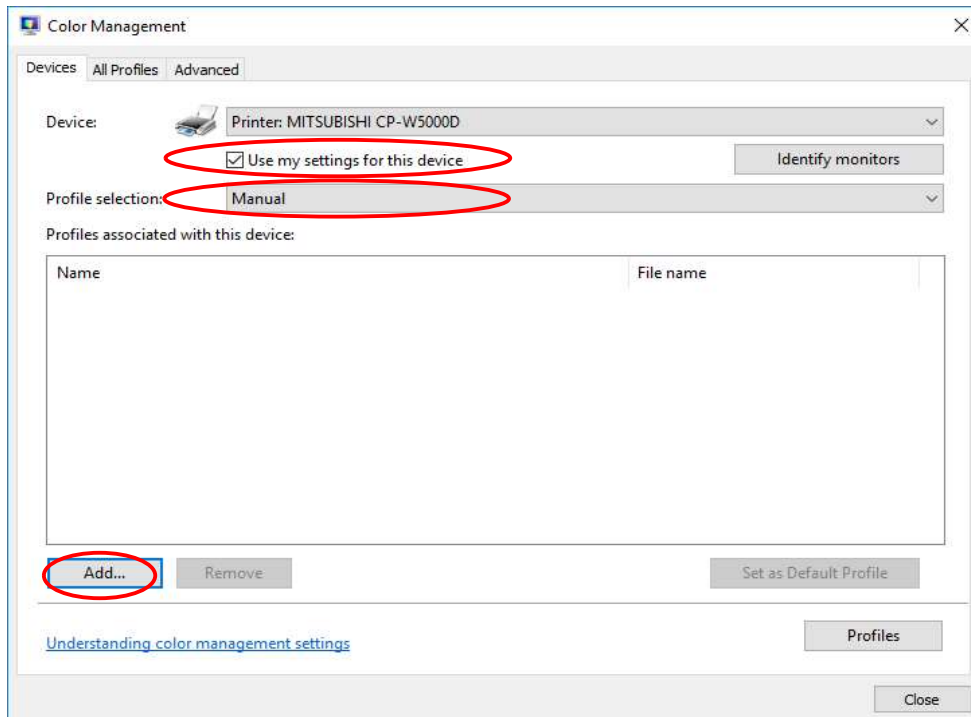 Color Management
Devices All Profiles Advanced
Device: Printer: MITSUBISHI CP-W5000D
Use my settings for this device Identify monitors
Profile selection: Manual
Profiles associated with this device:
Name File name
Add... Remove Set as Default Profile
Understanding color management settings Profiles
Close